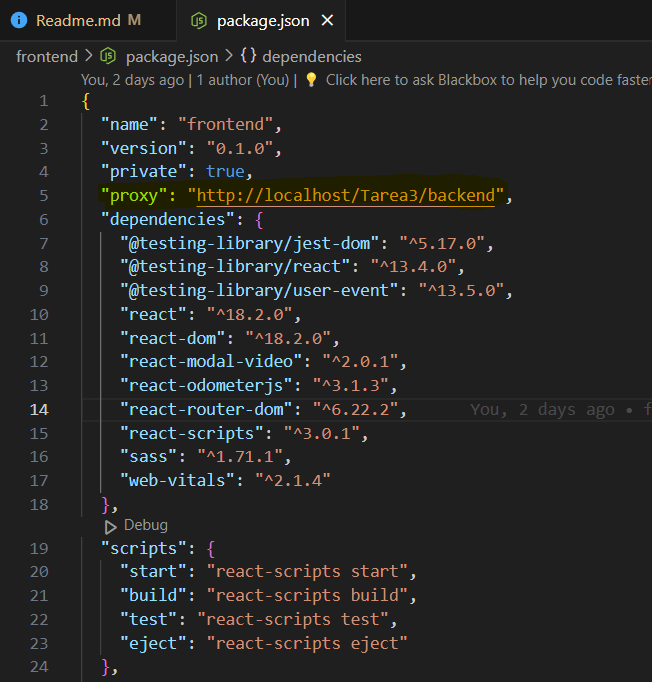 Readme.md M package.json
frontend > package.json > {} dependencies
You, 2 days ago | 1 author (You) | 💡 Click here to ask Blackbox to help you code faster
1 {
2 "name": "frontend",
3 "version": "0.1.0",
4 "private": true,
5 "proxy": "http://localhost/Tarea3/backend",
6 "dependencies": {
7 "@testing-library/jest-dom": "^5.17.0",
8 "@testing-library/react": "^13.4.0",
9 "@testing-library/user-event": "^13.5.0",
10 "react": "^18.2.0",
11 "react-dom": "^18.2.0",
12 "react-modal-video": "^2.0.1",
13 "react-odometerjs": "^3.1.3",
14 "react-router-dom": "^6.22.2", You, 2 days ago • f
15 "react-scripts": "^3.0.1",
16 "sass": "^1.71.1",
17 "web-vitals": "^2.1.4"
18 },
Debug
19 "scripts": {
20 "start": "react-scripts start",
21 "build": "react-scripts build",
22 "test": "react-scripts test",
23 "eject": "react-scripts eject"
24 },